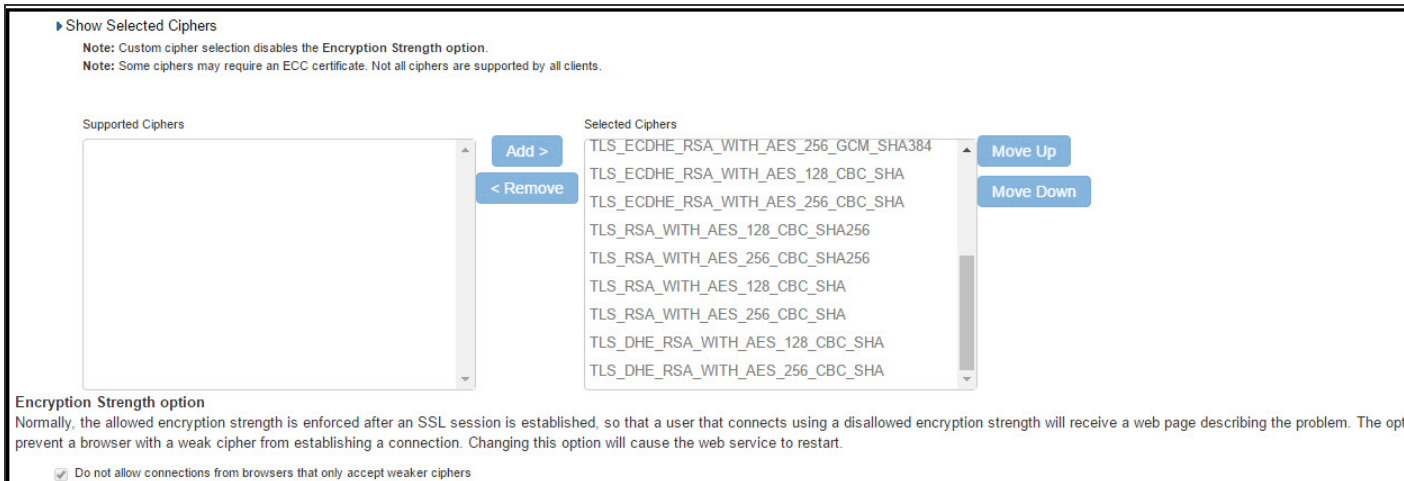 Show Selected Ciphers
Note: Custom cipher selection disables the Encryption Strength option.
Note: Some ciphers may require an ECC certificate. Not all ciphers are supported by all clients.
Supported Ciphers
Selected Ciphers
Add >
< Remove
TLS_ECDHE_RSA_WITH_AES_256_GCM_SHA384
TLS_ECDHE_RSA_WITH_AES_128_CBC_SHA
TLS_ECDHE_RSA_WITH_AES_256_CBC_SHA
TLS_RSA_WITH_AES_128_CBC_SHA256
TLS_RSA_WITH_AES_256_CBC_SHA256
TLS_RSA_WITH_AES_128_CBC_SHA
TLS_RSA_WITH_AES_256_CBC_SHA
TLS_DHE_RSA_WITH_AES_128_CBC_SHA
TLS_DHE_RSA_WITH_AES_256_CBC_SHA
Move Up
Move Down
Encryption Strength option
Normally, the allowed encryption strength is enforced after an SSL session is established, so that a user that connects using a disallowed encryption strength will receive a web page describing the problem. The opt
prevent a browser with a weak cipher from establishing a connection. Changing this option will cause the web service to restart.
Do not allow connections from browsers that only accept weaker ciphers